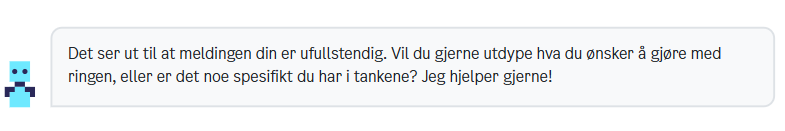 Det ser ut til at meldingen din er ufullstendig. Vil du gjerne utdype hva du ønsker å gjøre med
ringen, eller er det noe spesifikt du har i tankene? Jeg hjelper gjerne!